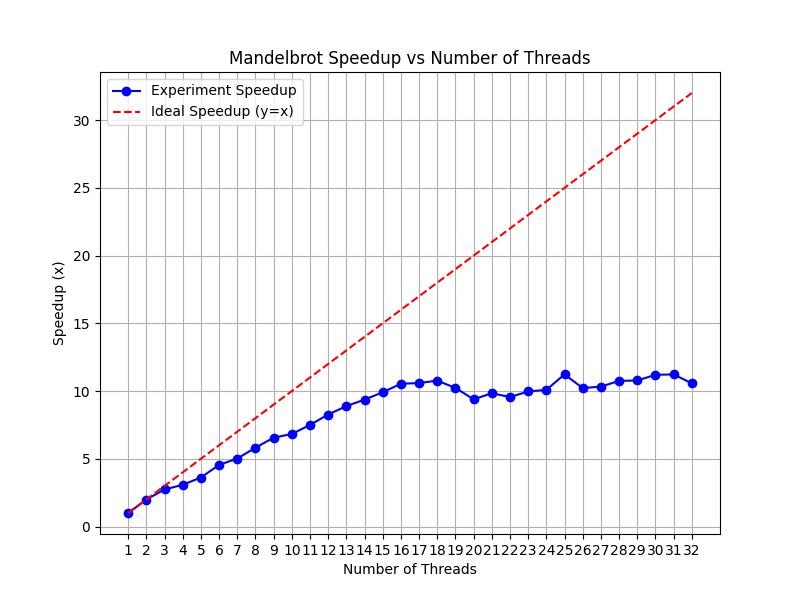 Mandelbrot Speedup vs Number of Threads
Experiment Speedup
Ideal Speedup (y=x)
Speedup (x)
30
25
20
15
10
5
0
1 2 3 4 5 6 7 8 9 10 11 12 13 14 15 16 17 18 19 20 21 22 23 24 25 26 27 28 29 30 31 32
Number of Threads